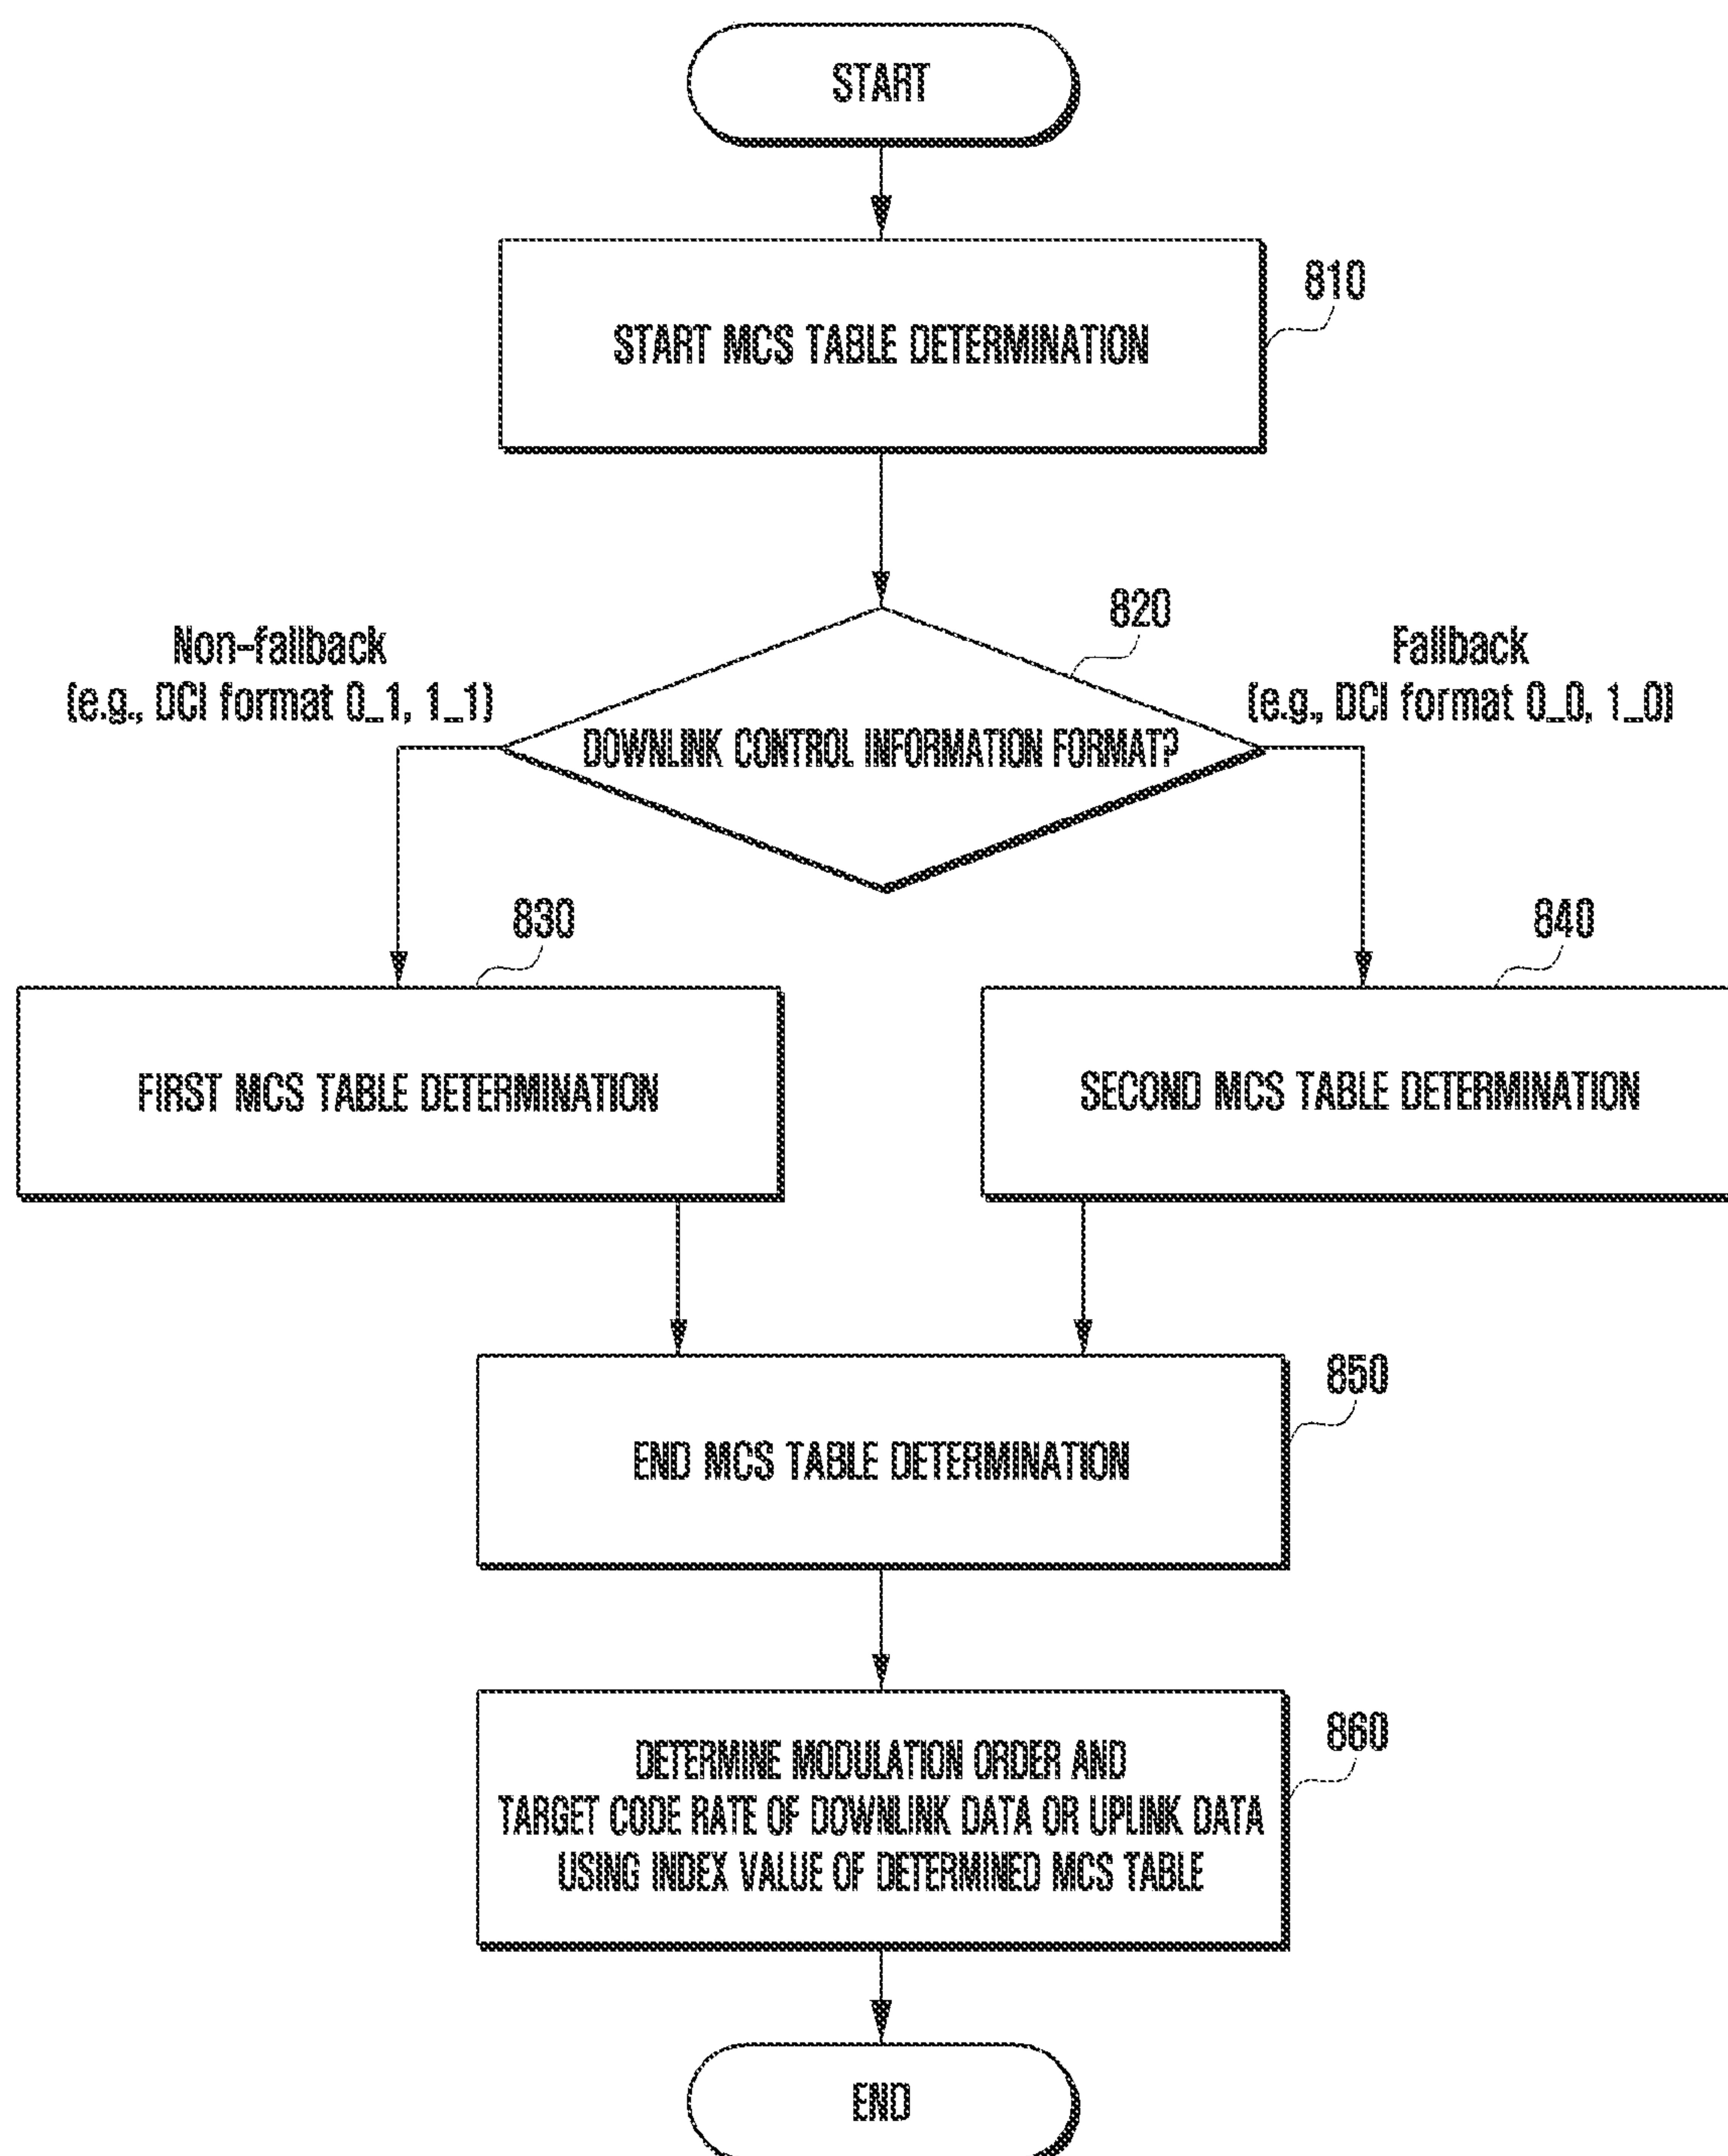 START
START MCS TABLE DETERMINATION
810
820
Non-fallback
(e.g., DCI format 0_1, 1_1)
Fallback
(e.g., DCI format 0_0, 1_0)
DOWNLINK CONTROL INFORMATION FORMAT?
830
840
FIRST MCS TABLE DETERMINATION
SECOND MCS TABLE DETERMINATION
850
END MCS TABLE DETERMINATION
860
DETERMINE MODULATION ORDER AND
TARGET CODE RATE OF DOWNLINK DATA OR UPLINK DATA
USING INDEX VALUE OF DETERMINED MCS TABLE
END